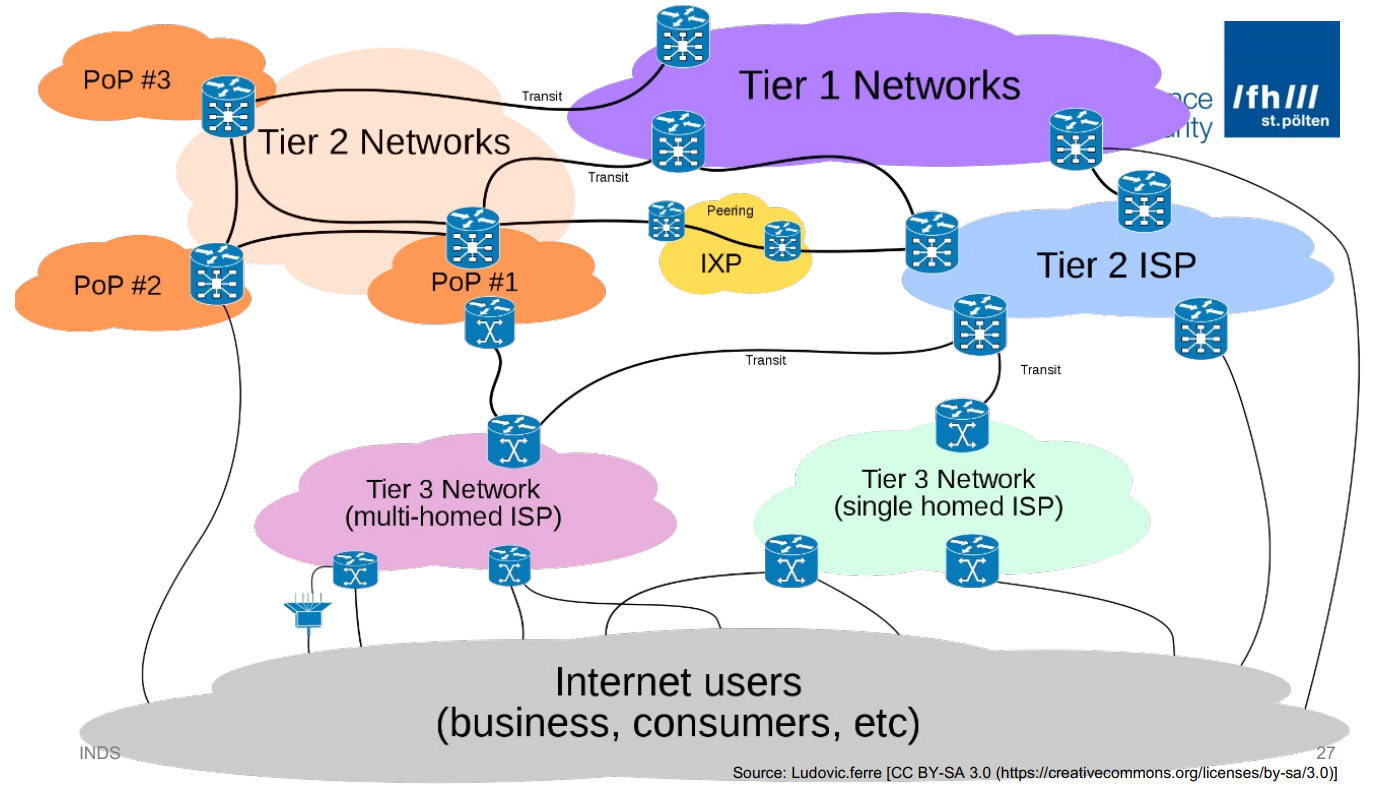 PoP #3
Transit
Tier 1 Networks
/fh///
st.pölten
Tier 2 Networks
Transit
Peering
IXP
Tier 2 ISP
PoP #2
PoP #1
Transit
Transit
Tier 3 Network
(multi-homed ISP)
Tier 3 Network
(single homed ISP)
Internet users
(business, consumers, etc)
INDS
27
Source: Ludovic.ferre [CC BY-SA 3.0 (https://creativecommons.org/licenses/by-sa/3.0)]